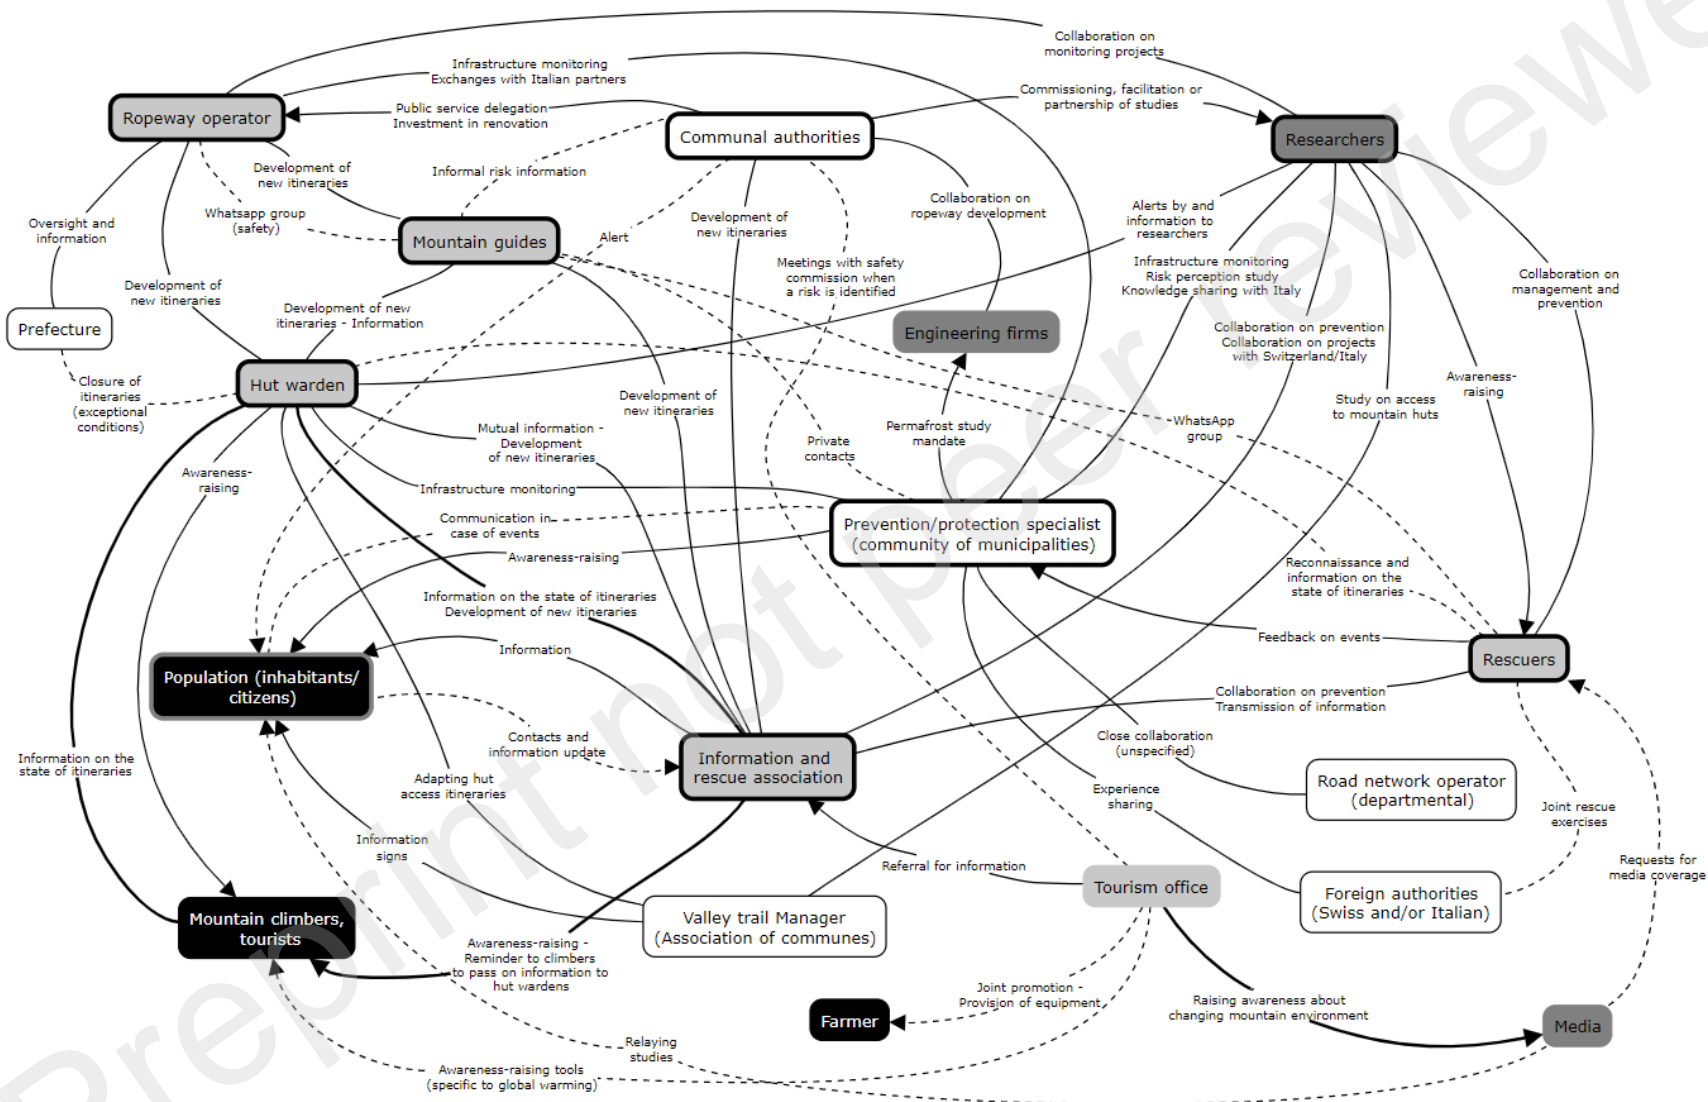 Collaboration on
monitoring projects
Infrastructure monitoring
Exchanges with Italian partners
Commissioning, facilitation or
partnership of studies
Public service delegation
Investment in renovation
Ropeway operator
Communal authorities
Researchers
Development of
new itineraries
Informal risk information
Oversight and
information
Whatsapp group
(safety)
Collaboration on
ropeway development
Development of
new itineraries
Alerts by and
information to
researchers
Mountain guides
Alert
Meetings with safety
commission when
a risk is identified
Infrastructure monitoring
Risk perception study
Knowledge sharing with Italy
Collaboration on
management and
prevention
Development of
new itineraries
Development of new
itineraries - Information
Prefecture
Engineering firms
Collaboration on prevention
Collaboration on projects
with Switzerland/Italy
Hut warden
Closure of
itineraries
(exceptional
conditions)
Development of
new itineraries
Awareness-
raising
Study on access
to mountain huts
Mutual information -
Development
of new itineraries
Private
contacts
Permafrost study
mandate
WhatsApp
group
Awareness-
raising
Infrastructure monitoring
Communication in
case of events
Prevention/protection specialist
(community of municipalities)
Awareness-raising
Reconnaissance and
information on the
state of itineraries
Information on the state of itineraries
Development of new itineraries
Feedback on events
Information
Rescuers
Population (inhabitants/
citizens)
Collaboration on prevention
Transmission of information
Contacts and
information update
Close collaboration
(unspecified)
Information on the
state of itineraries
Information and
rescue association
Adapting hut
access itineraries
Experience
sharing
Road network operator
(departmental)
Joint rescue
exercises
Information
signs
Referral for information
Requests for
media coverage
Tourism office
Foreign authorities
(Swiss and/or Italian)
Mountain climbers,
tourists
Valley trail Manager
(Association of communes)
Awareness-raising -
Reminder to climbers
to pass on information to
hut wardens
Joint promotion -
Provision of equipment
Raising awareness about
changing mountain environment
Farmer
Media
Relaying
studies
Awareness-raising tools
(specific to global warming)
Preprint not peer reviewed